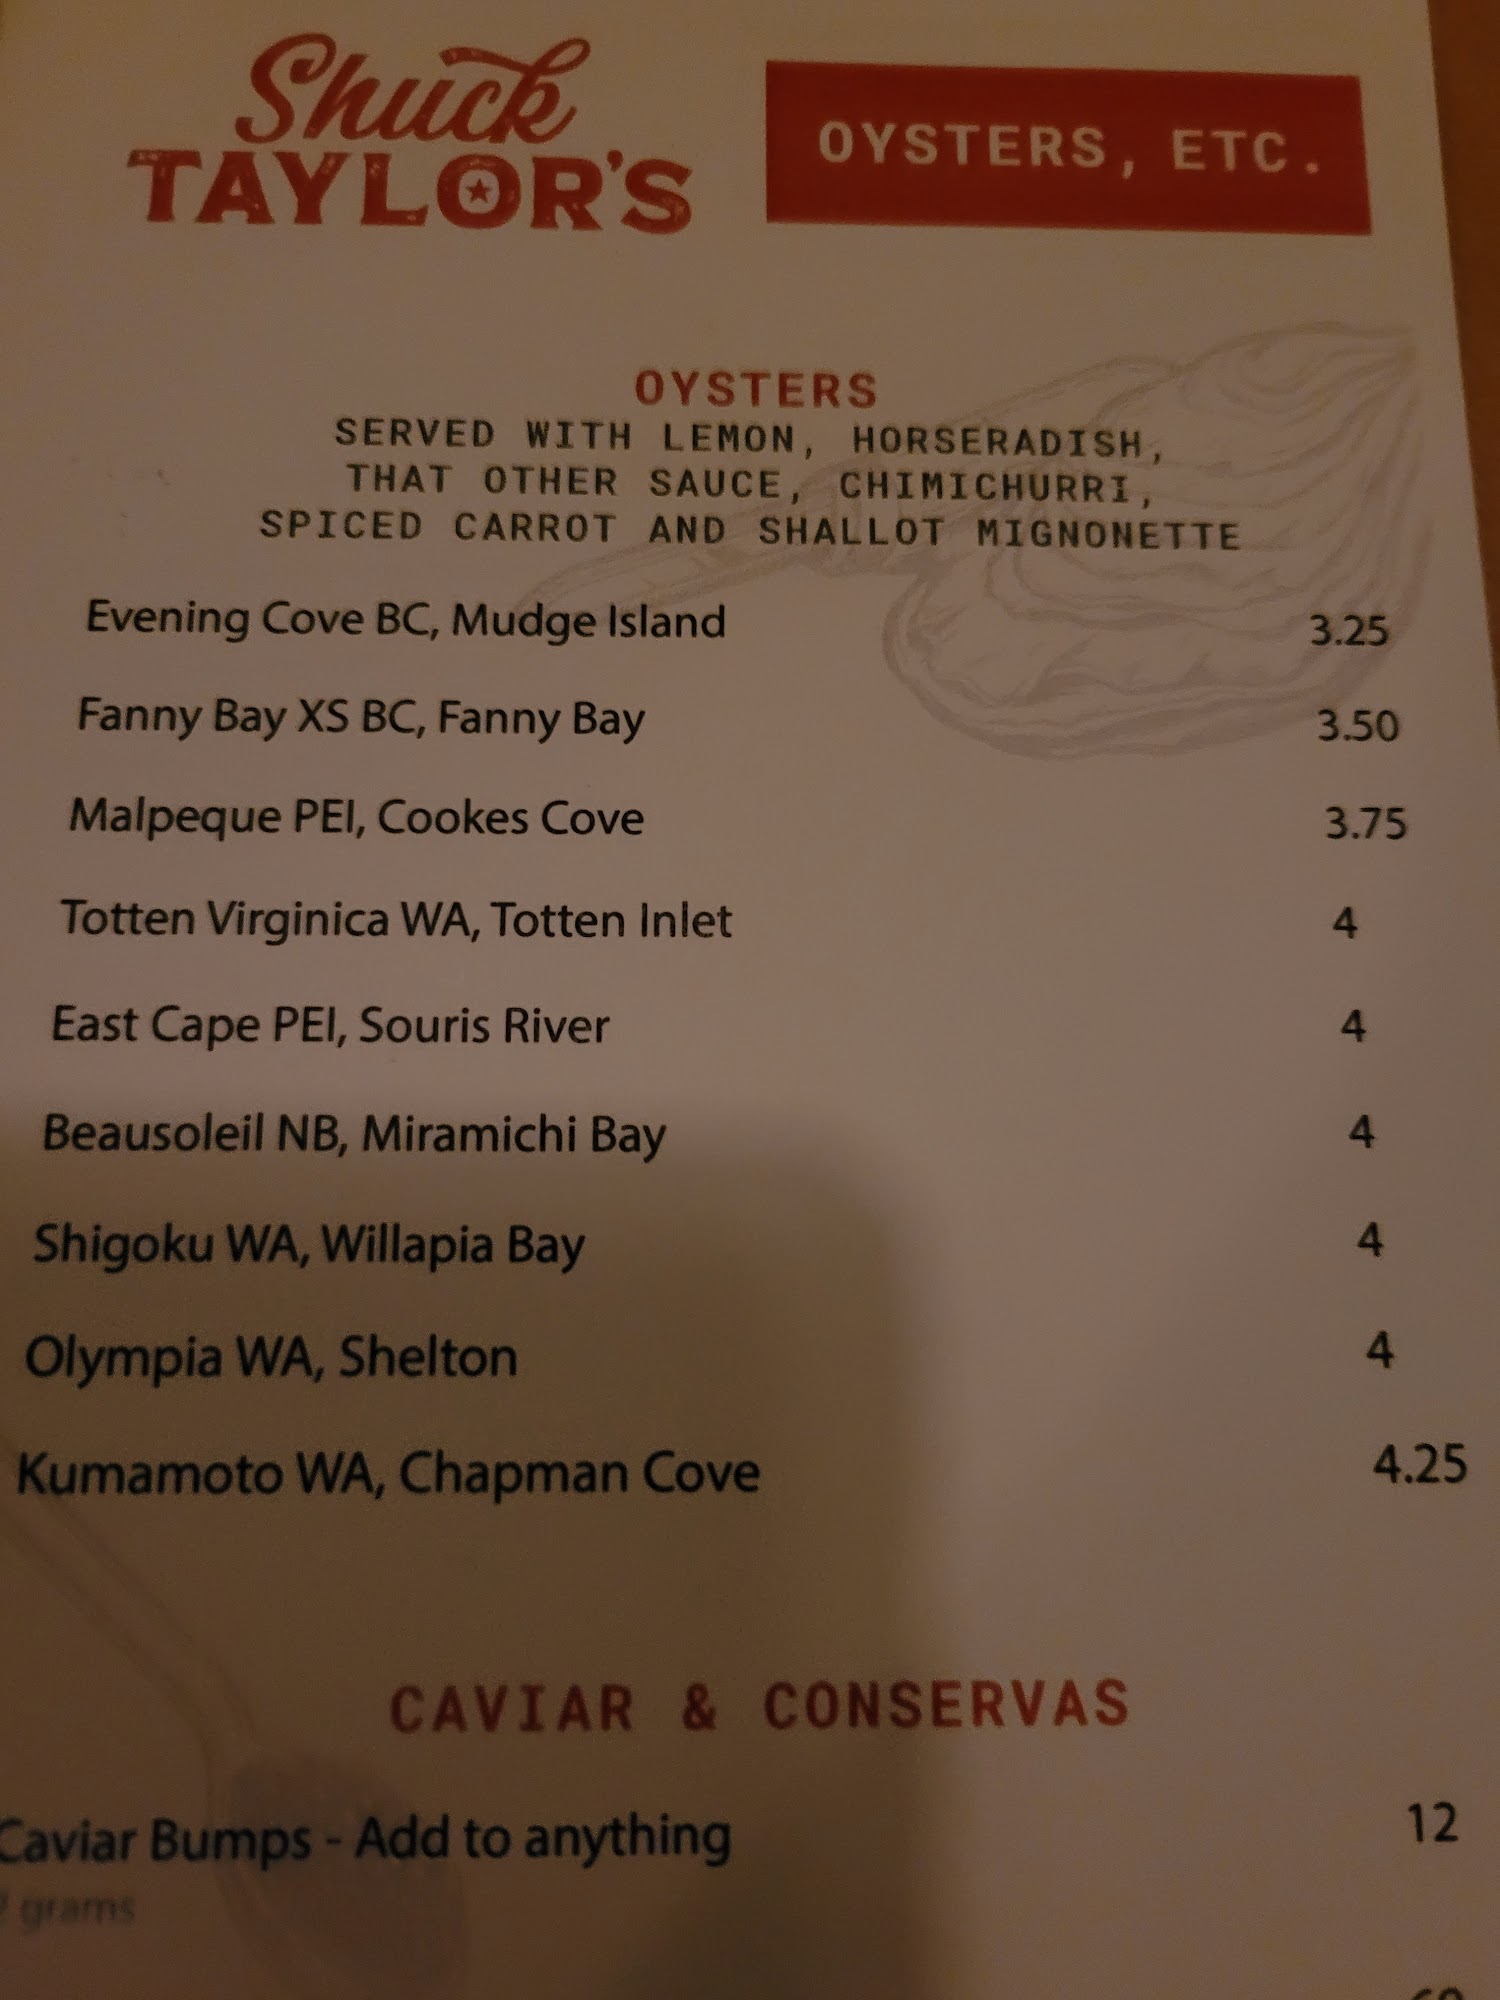 Shuck
TAYLOR'S
OYSTERS, ETC.
OYSTERS
SERVED WITH LEMON, HORSERADISH,
THAT OTHER SAUCE, CHIMICHURRI,
SPICED CARROT AND SHALLOT MIGNONETTE
Evening Cove BC, Mudge Island 3.25
Fanny Bay XS BC, Fanny Bay 3.50
Malpeque PEI, Cookes Cove 3.75
Totten Virginica WA, Totten Inlet 4
East Cape PEI, Souris River 4
Beausoleil NB, Miramichi Bay 4
Shigoku WA, Willapia Bay 4
Olympia WA, Shelton 4
Kumamoto WA, Chapman Cove 4.25
CAVIAR & CONSERVAS
Caviar Bumps - Add to anything 12
grams